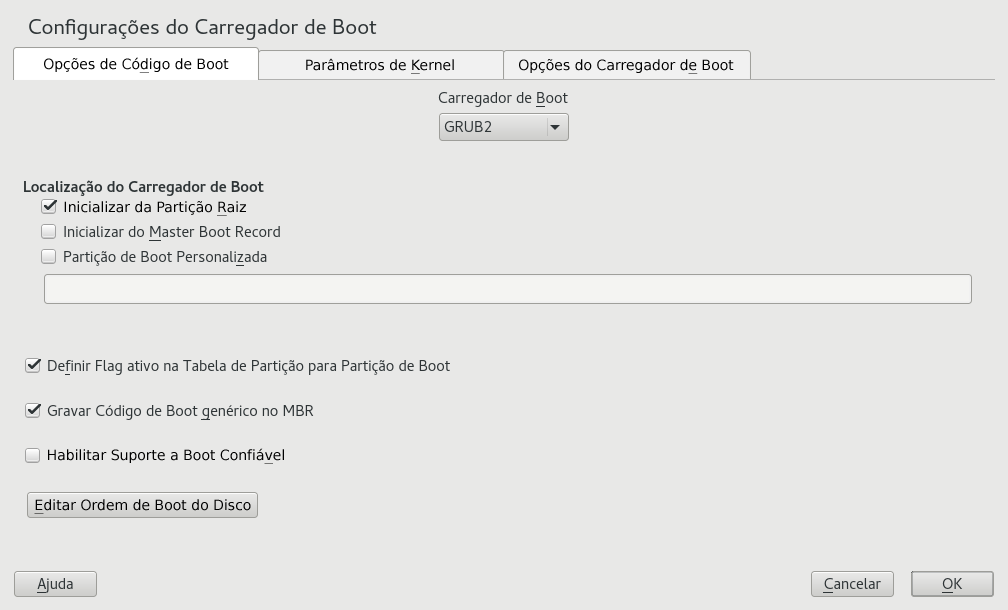 Configurações do Carregador de Boot
Opções de Código de Boot
Parâmetros de Kernel
Opções do Carregador de Boot
Carregador de Boot
GRUB2
Localização do Carregador de Boot
Inicializar da Partição Raiz
Inicializar do Master Boot Record
Partição de Boot Personalizada
Definir Flag ativo na Tabela de Partição para Partição de Boot
Gravar Código de Boot genérico no MBR
Habilitar Suporte a Boot Confiável
Editar Ordem de Boot do Disco
Ajuda
Cancelar
OK